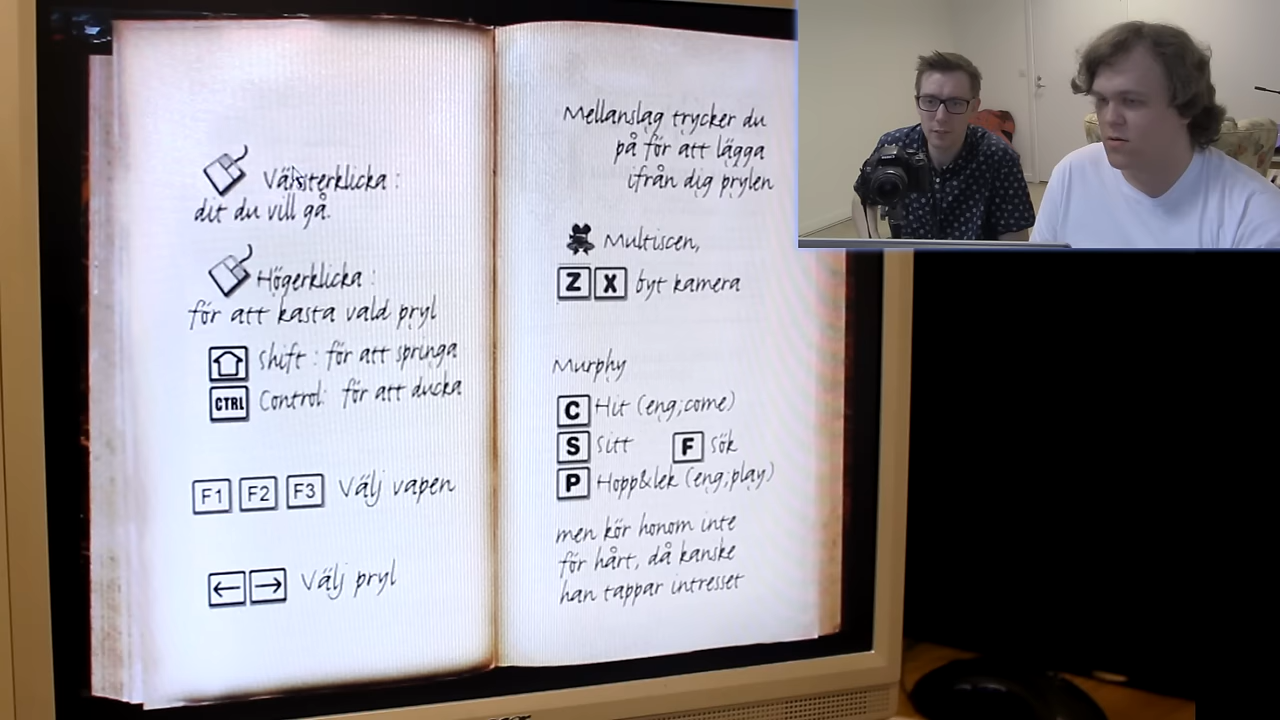 Vänsterklicka :
dit du vill gå.
Högerklicka :
för att kasta vald pryl
shift : för att springa
CTRL Control: för att ducka
F1 F2 F3 Välj vapen
← → Välj pryl
Mellanslag trycker du
på för att lägga
ifrån dig prylen
Multiscen,
Z X byt kamera
Murphy
C Hit (eng;come)
S Sitt F sök
P Hopp&lek (eng;play)
men kör honom inte
för hårt, då kanske
han tappar intresset